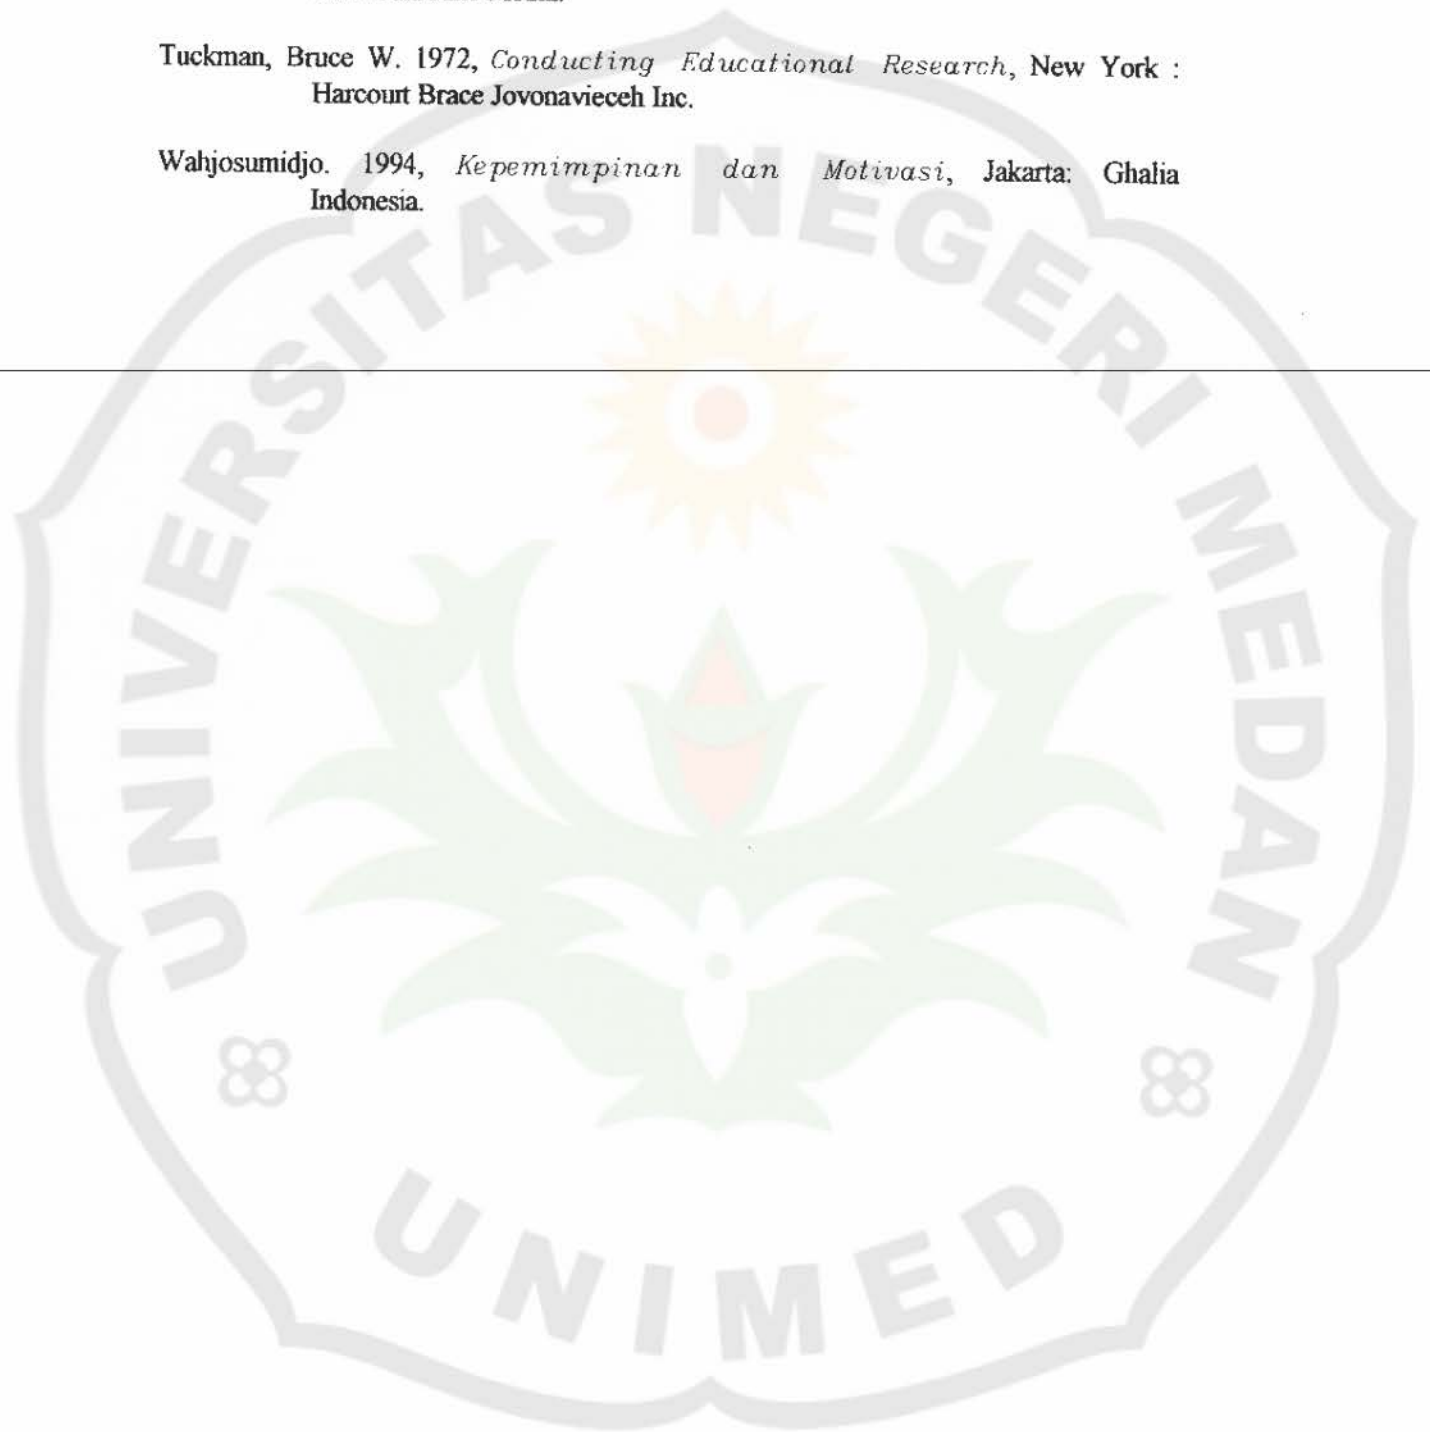 Tuckman, Bruce W. 1972, Conducting Educational Research, New York :
Harcourt Brace Jovonavieceh Inc.
Wahjosumidjo. 1994, Kepemimpinan dan Motivasi, Jakarta: Ghalia
Indonesia.
UNIVERSITAS NEGERI MEDAN
UNIMED